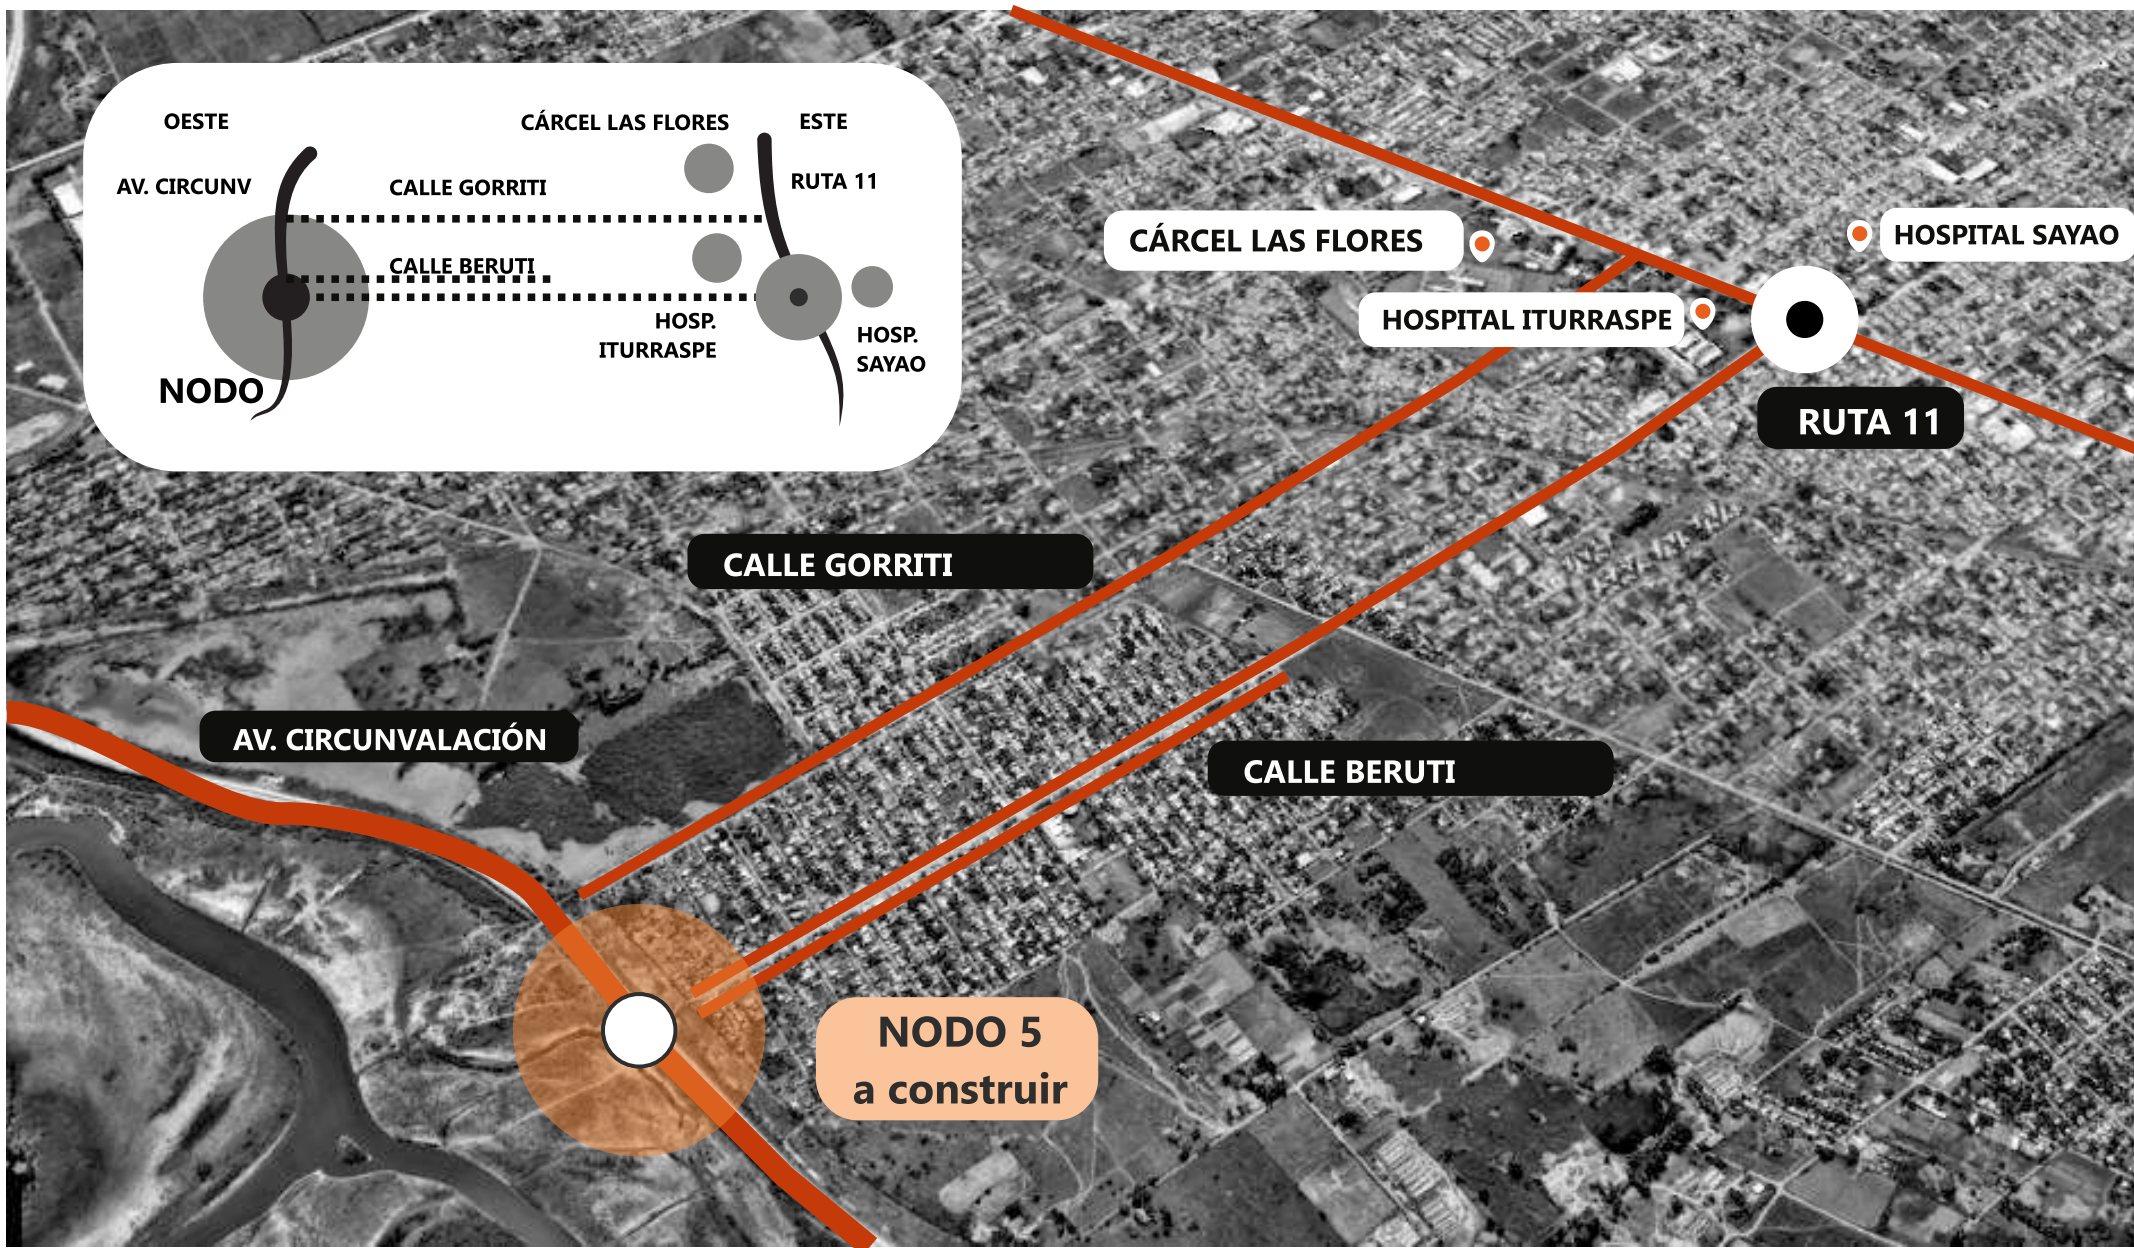 OESTE
CÁRCEL LAS FLORES
ESTE
AV. CIRCUNV
CALLE GORRITI
RUTA 11
CALLE BERUTI
HOSP.
ITURRASPE
HOSP.
SAYAO
NODO
CÁRCEL LAS FLORES
HOSPITAL SAYAO
HOSPITAL ITURRASPE
RUTA 11
CALLE GORRITI
AV. CIRCUNVALACIÓN
CALLE BERUTI
NODO 5
a construir